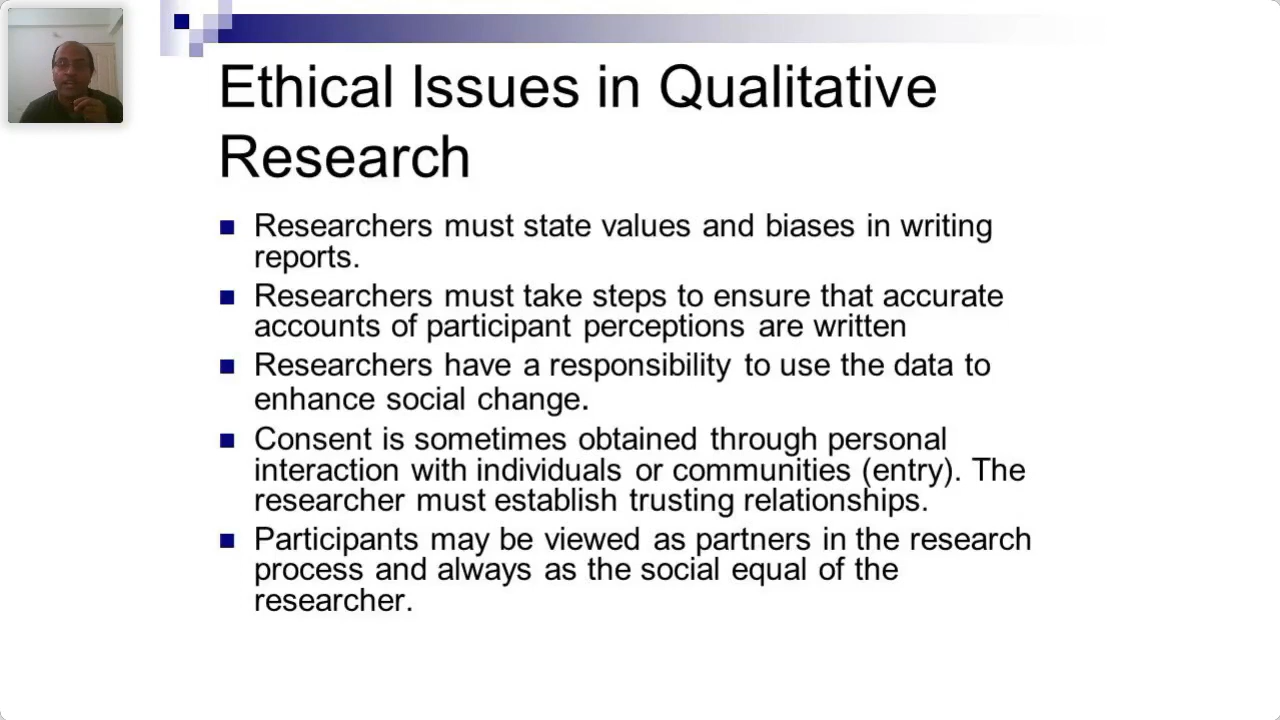 Ethical Issues in Qualitative
Research
Researchers must state values and biases in writing
reports.
Researchers must take steps to ensure that accurate
accounts of participant perceptions are written
Researchers have a responsibility to use the data to
enhance social change.
Consent is sometimes obtained through personal
interaction with individuals or communities (entry). The
researcher must establish trusting relationships.
Participants may be viewed as partners in the research
process and always as the social equal of the
researcher.